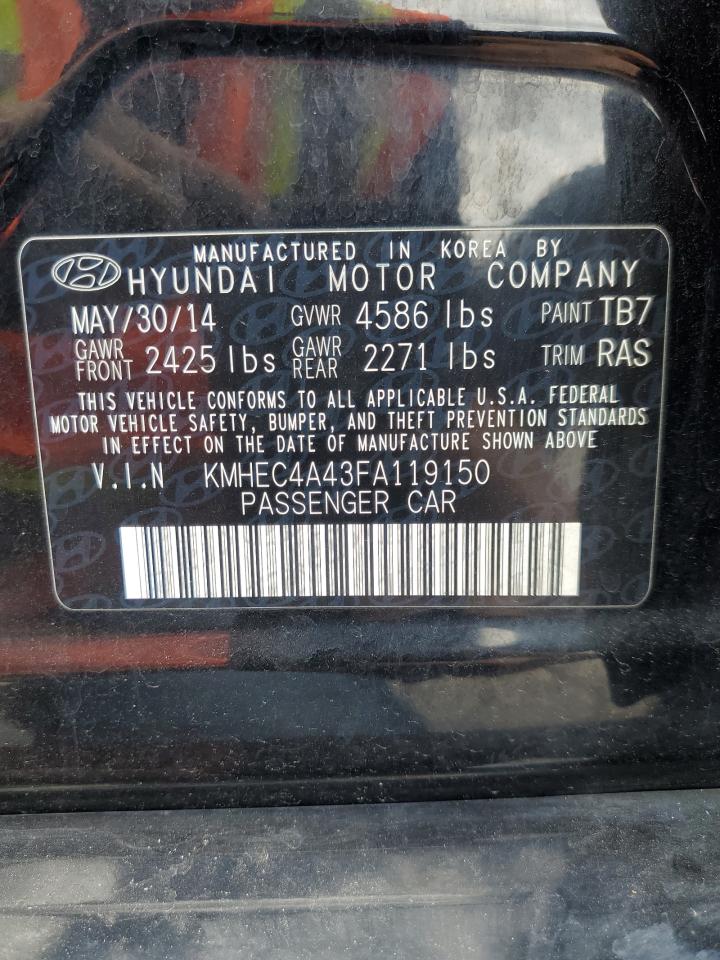 MANUFACTURED IN KOREA BY
HYUNDAI MOTOR COMPANY
MAY/30/14 GVWR 4586 lbs PAINT TB7
GAWR FRONT 2425 lbs GAWR REAR 2271 lbs TRIM RAS
THIS VEHICLE CONFORMS TO ALL APPLICABLE U.S.A. FEDERAL
MOTOR VEHICLE SAFETY, BUMPER, AND THEFT PREVENTION STANDARDS
IN EFFECT ON THE DATE OF MANUFACTURE SHOWN ABOVE
V.I.N KMHEC4A43FA119150
PASSENGER CAR